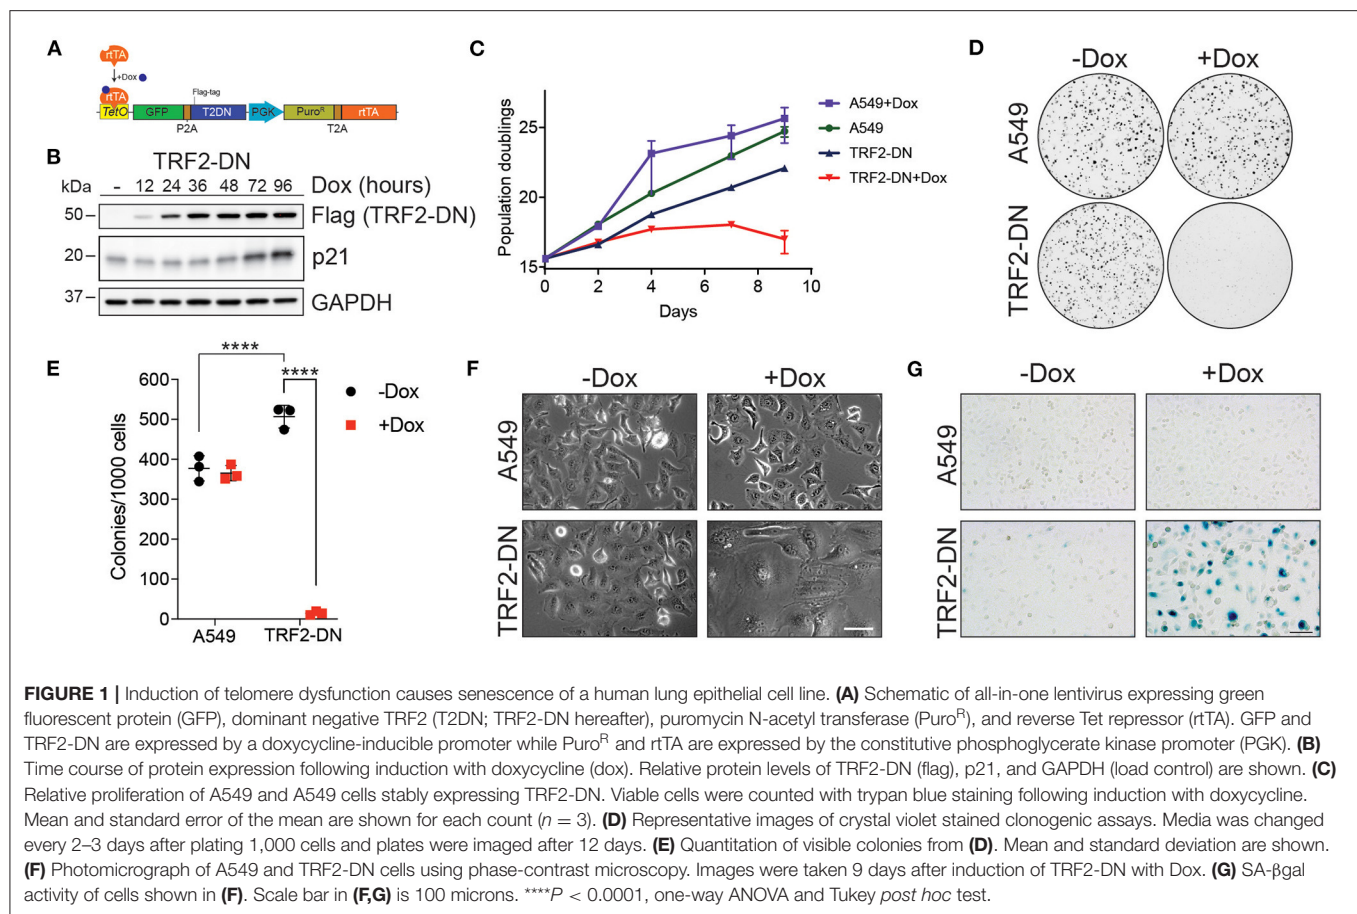 A
rtTA
+Dox
rtTA
Flag-tag
TetO
GFP
T2DN
PGK
Puro^R
rtTA
P2A
T2A
B
TRF2-DN
kDa
- 12 24 36 48 72 96 Dox (hours)
50
Flag (TRF2-DN)
20
p21
37
GAPDH
C
Population doublings
25
20
15
0 2 4 6 8 10
Days
A549+Dox
A549
TRF2-DN
TRF2-DN+Dox
D
-Dox +Dox
A549
TRF2-DN
E
****
****
Colonies/1000 cells
600
500
400
300
200
100
0
A549 TRF2-DN
-Dox
+Dox
F
-Dox +Dox
A549
TRF2-DN
G
-Dox +Dox
A549
TRF2-DN
FIGURE 1 | Induction of telomere dysfunction causes senescence of a human lung epithelial cell line. (A) Schematic of all-in-one lentivirus expressing green
fluorescent protein (GFP), dominant negative TRF2 (T2DN; TRF2-DN hereafter), puromycin N-acetyl transferase (Puro^R), and reverse Tet repressor (rtTA). GFP and
TRF2-DN are expressed by a doxycycline-inducible promoter while Puro^R and rtTA are expressed by the constitutive phosphoglycerate kinase promoter (PGK). (B)
Time course of protein expression following induction with doxycycline (dox). Relative protein levels of TRF2-DN (flag), p21, and GAPDH (load control) are shown. (C)
Relative proliferation of A549 and A549 cells stably expressing TRF2-DN. Viable cells were counted with trypan blue staining following induction with doxycycline.
Mean and standard error of the mean are shown for each count (n = 3). (D) Representative images of crystal violet stained clonogenic assays. Media was changed
every 2–3 days after plating 1,000 cells and plates were imaged after 12 days. (E) Quantitation of visible colonies from (D). Mean and standard deviation are shown.
(F) Photomicrograph of A549 and TRF2-DN cells using phase-contrast microscopy. Images were taken 9 days after induction of TRF2-DN with Dox. (G) SA-βgal
activity of cells shown in (F). Scale bar in (F,G) is 100 microns. ****P < 0.0001, one-way ANOVA and Tukey post hoc test.